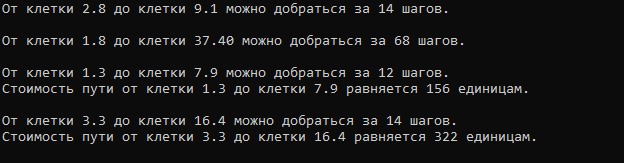 От клетки 2.8 до клетки 9.1 можно добраться за 14 шагов.
От клетки 1.8 до клетки 37.40 можно добраться за 68 шагов.
От клетки 1.3 до клетки 7.9 можно добраться за 12 шагов.
Стоимость пути от клетки 1.3 до клетки 7.9 равняется 156 единицам.
От клетки 3.3 до клетки 16.4 можно добраться за 14 шагов.
Стоимость пути от клетки 3.3 до клетки 16.4 равняется 322 единицам.